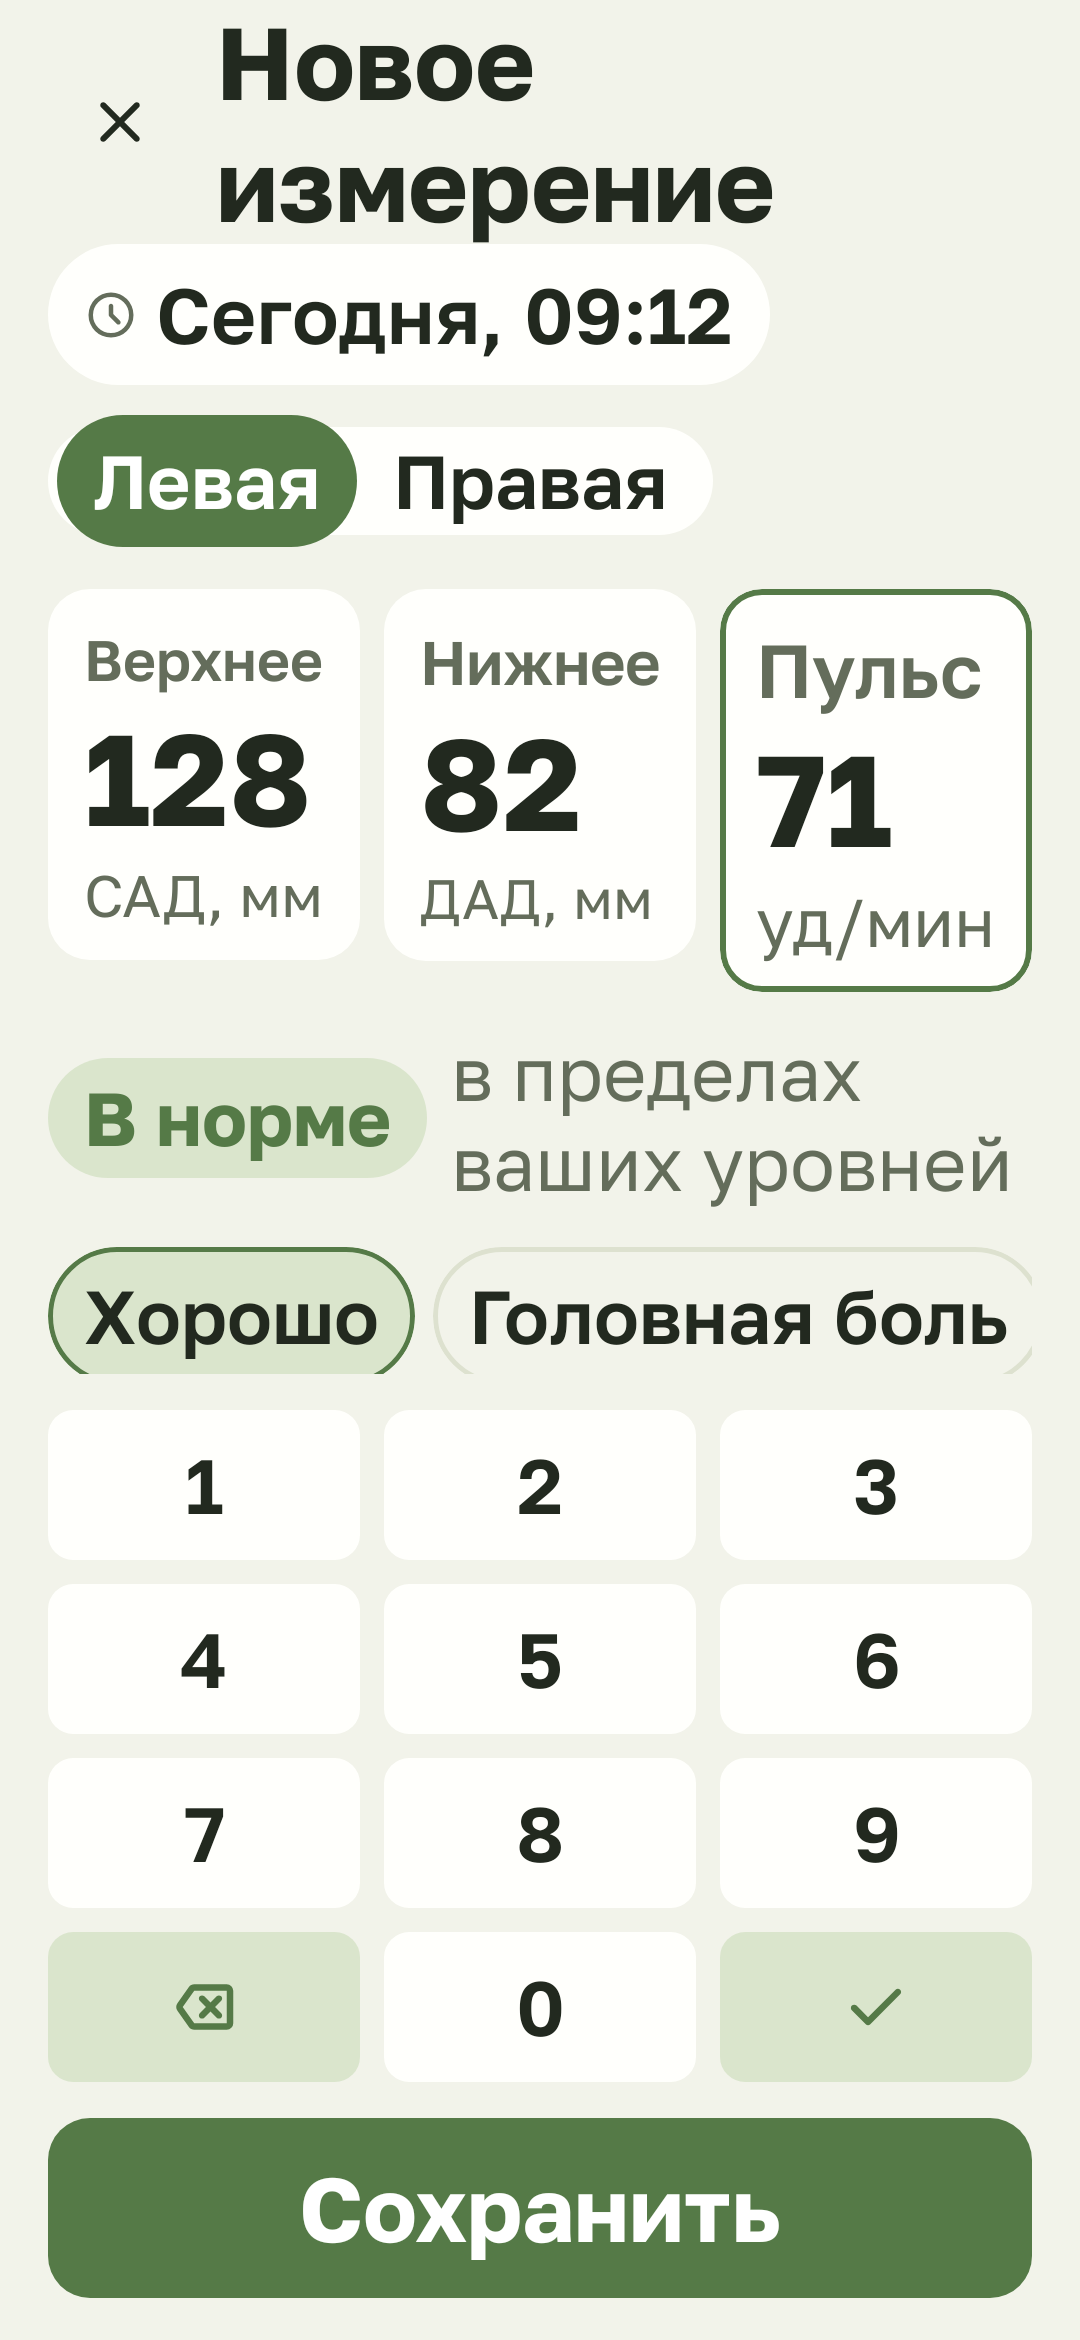 Новое
измерение
Сегодня, 09:12
Левая Правая
Верхнее Нижнее Пульс
128 82 71
САД, мм ДАД, мм уд/мин
В норме
в пределах
ваших уровней
Хорошо Головная боль
1 2 3
4 5 6
7 8 9
0
Сохранить